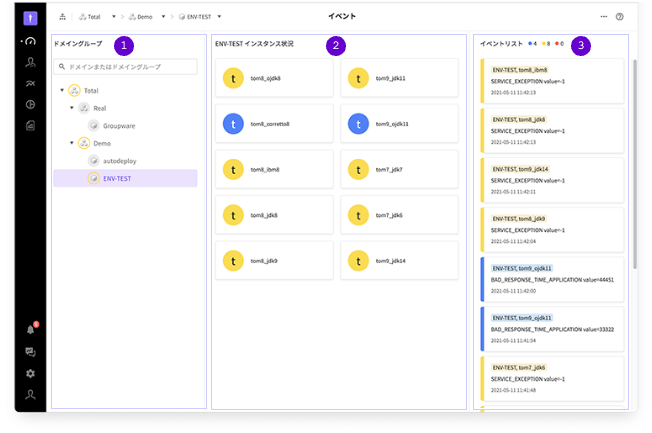 Total
Demo
ENV-TEST
イベント
ドメイングループ
1
ドメインまたはドメイングループ
Total
Real
Groupware
Demo
autodeploy
ENV-TEST
ENV-TEST インスタンス状況
2
t
tom8_ojdk8
t
tom9_jdk11
t
tom8_corretto8
t
tom9_ojdk11
t
tom8_ibm8
t
tom7_jdk7
t
tom8_jdk8
t
tom7_jdk6
t
tom8_jdk9
t
tom9_jdk14
イベントリスト
4
8
0
3
ENV-TEST, tom8_ibm8
SERVICE_EXCEPTION value=-1
2021-05-11 11:42:13
ENV-TEST, tom8_jdk8
SERVICE_EXCEPTION value=-1
2021-05-11 11:42:13
ENV-TEST, tom9_jdk14
SERVICE_EXCEPTION value=-1
2021-05-11 11:42:11
ENV-TEST, tom8_jdk9
SERVICE_EXCEPTION value=-1
2021-05-11 11:42:04
ENV-TEST, tom9_ojdk11
BAD_RESPONSE_TIME_APPLICATION value=44451
2021-05-11 11:42:00
ENV-TEST, tom9_ojdk11
BAD_RESPONSE_TIME_APPLICATION value=33322
2021-05-11 11:41:54
ENV-TEST, tom7_jdk6
SERVICE_EXCEPTION value=-1
2021-05-11 11:41:48